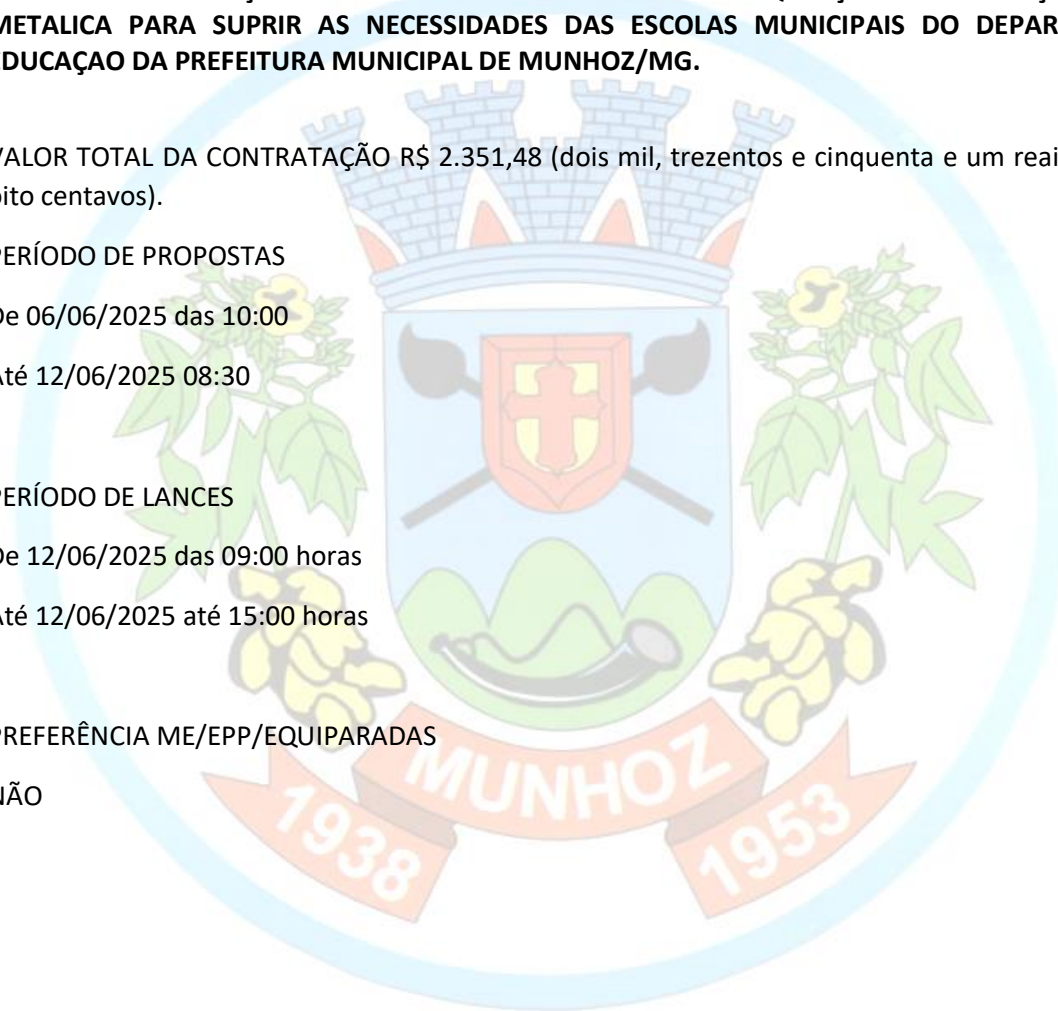 METALICA PARA SUPRIR AS NECESSIDADES DAS ESCOLAS MUNICIPAIS DO DEPAR
EDUCAÇAO DA PREFEITURA MUNICIPAL DE MUNHOZ/MG.
VALOR TOTAL DA CONTRATAÇÃO R$ 2.351,48 (dois mil, trezentos e cinquenta e um reai
oito centavos).
PERÍODO DE PROPOSTAS
De 06/06/2025 das 10:00
Até 12/06/2025 08:30
PERÍODO DE LANCES
De 12/06/2025 das 09:00 horas
Até 12/06/2025 até 15:00 horas
PREFERÊNCIA ME/EPP/EQUIPARADAS
NÃO
MUNHOZ
1938
1953